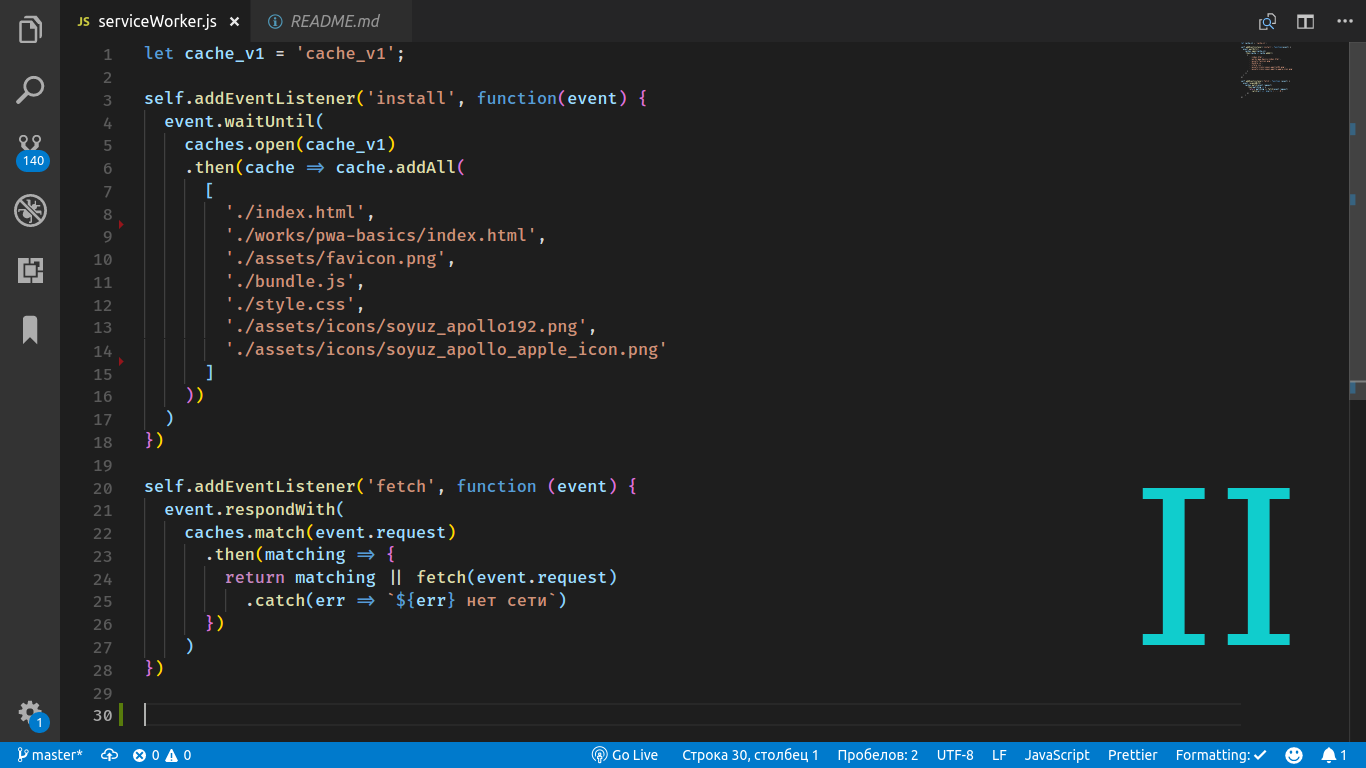 JS serviceWorker.js × README.md
1 let cache_v1 = 'cache_v1';
2
3 self.addEventListener('install', function(event) {
4 event.waitUntil(
5 caches.open(cache_v1)
6 .then(cache => cache.addAll(
7 [
8 './index.html',
9 './works/pwa-basics/index.html',
10 './assets/favicon.png',
11 './bundle.js',
12 './style.css',
13 './assets/icons/soyuz_apollo192.png',
14 './assets/icons/soyuz_apollo_apple_icon.png'
15 ]
16 ))
17 )
18 })
19
20 self.addEventListener('fetch', function (event) {
21 event.respondWith(
22 caches.match(event.request)
23 .then(matching => {
24 return matching || fetch(event.request)
25 .catch(err => `${err} нет сети`)
26 })
27 )
28 })
29
30
140
II
1
master* 0 0 Go Live Строка 30, столбец 1 Пробелов: 2 UTF-8 LF JavaScript Prettier Formatting: ✓ 1